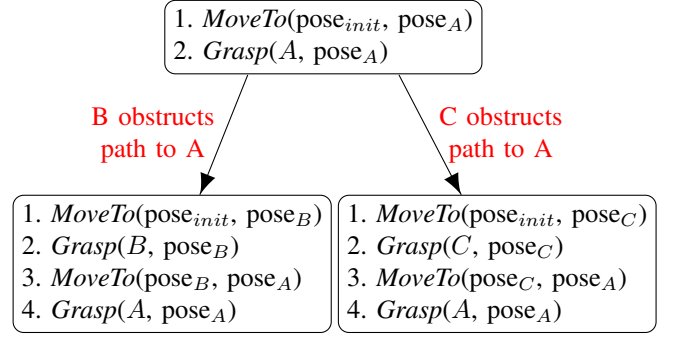 1. MoveTo(pose_init, pose_A)
2. Grasp(A, pose_A)
B obstructs
path to A
C obstructs
path to A
1. MoveTo(pose_init, pose_B)
2. Grasp(B, pose_B)
3. MoveTo(pose_B, pose_A)
4. Grasp(A, pose_A)
1. MoveTo(pose_init, pose_C)
2. Grasp(C, pose_C)
3. MoveTo(pose_C, pose_A)
4. Grasp(A, pose_A)